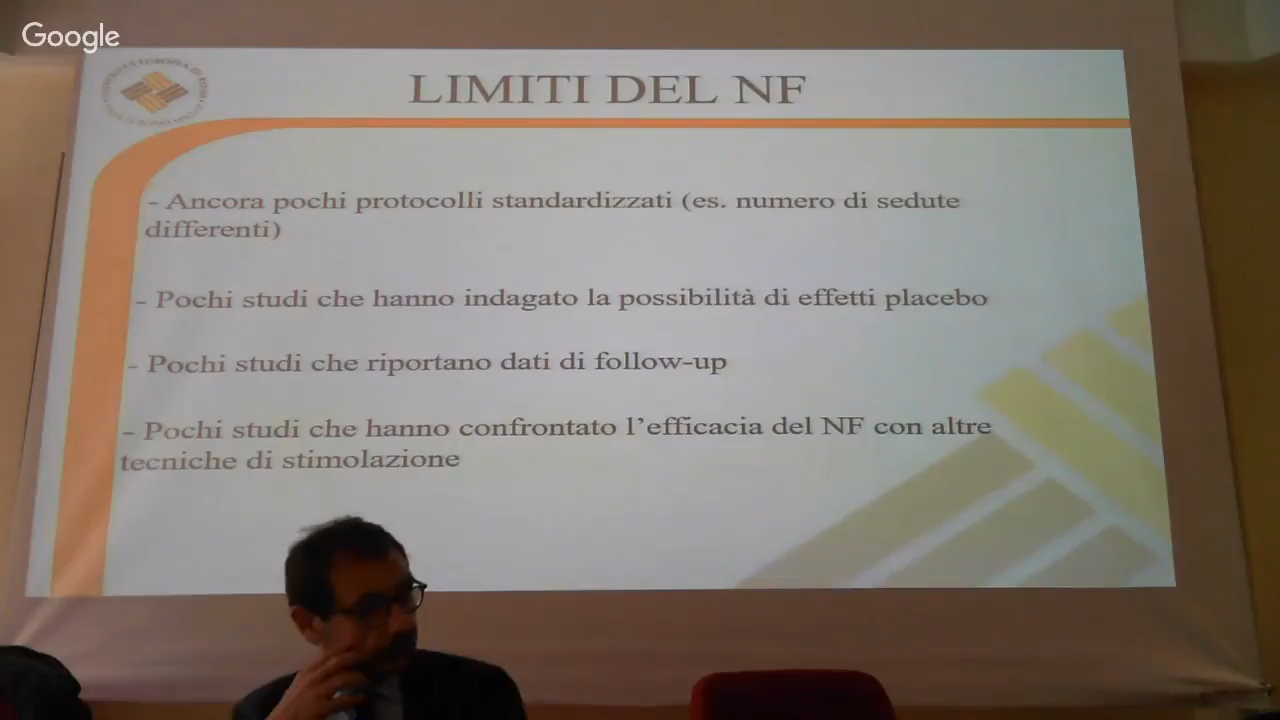 Google
LIMITI DEL NF
- Ancora pochi protocolli standardizzati (es. numero di sedute
differenti)
- Pochi studi che hanno indagato la possibilità di effetti placebo
- Pochi studi che riportano dati di follow-up
- Pochi studi che hanno confrontato l'efficacia del NF con altre
tecniche di stimolazione